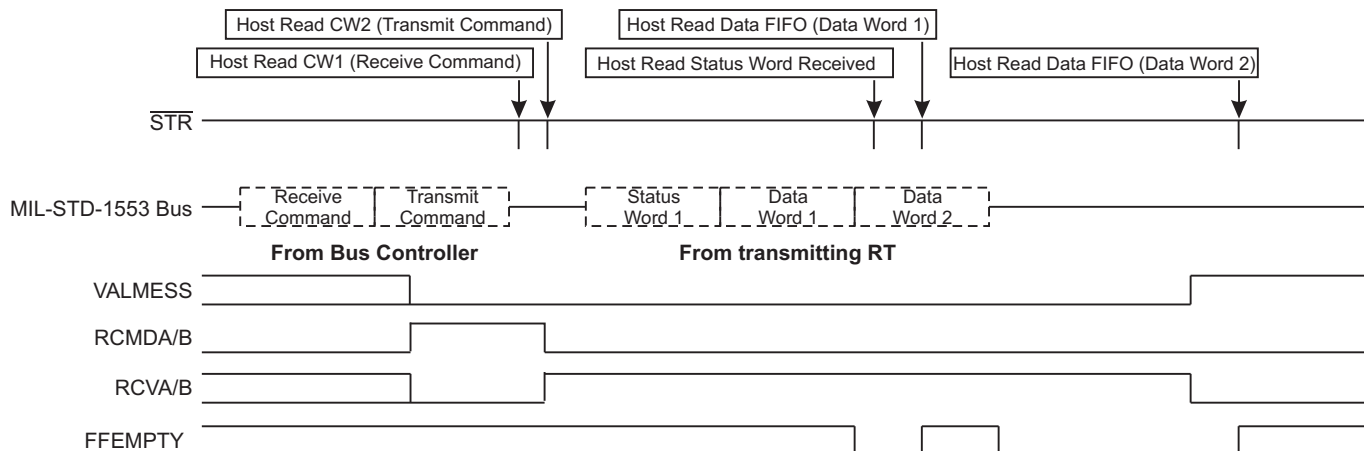 Host Read CW2 (Transmit Command)
Host Read Data FIFO (Data Word 1)
Host Read CW1 (Receive Command)
Host Read Status Word Received
Host Read Data FIFO (Data Word 2)
STR
MIL-STD-1553 Bus
Receive
Command
Transmit
Command
Status
Word 1
Data
Word 1
Data
Word 2
From Bus Controller
From transmitting RT
VALMESS
RCMDA/B
RCVA/B
FFEMPTY